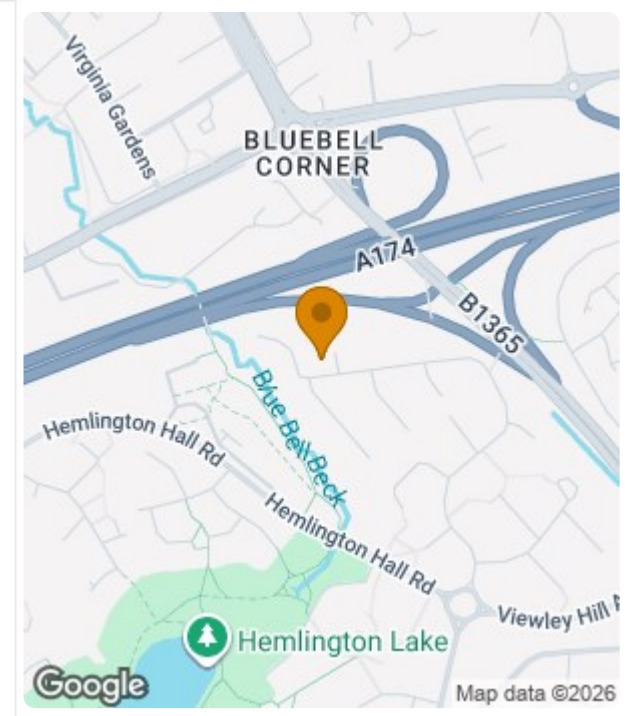 Virginia Gardens
BLUEBELL
CORNER
A174
B1365
Blue Bell Beck
Hemlington Hall Rd
Hemlington Hall Rd
Viewley Hill A
Hemlington Lake
Google
Map data ©2026